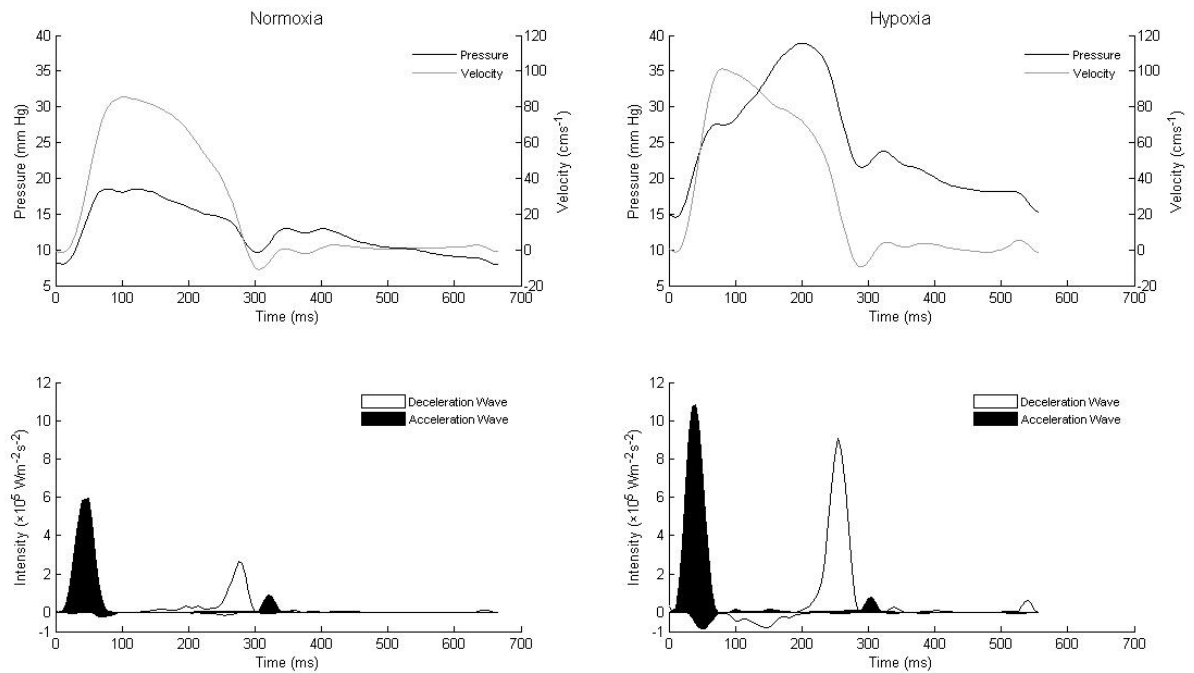 Normoxia
40
35
30
25
20
15
10
5
Pressure (mm Hg)
120
100
80
60
40
20
0
-20
Velocity (cms-1)
Pressure
Velocity
0 100 200 300 400 500 600 700
Time (ms)
Hypoxia
40
35
30
25
20
15
10
5
Pressure (mm Hg)
120
100
80
60
40
20
0
-20
Velocity (cms-1)
Pressure
Velocity
0 100 200 300 400 500 600 700
Time (ms)
12
10
8
6
4
2
0
-1
Intensity (×10⁵ Wm-2s-2)
Deceleration Wave
Acceleration Wave
0 100 200 300 400 500 600 700
Time (ms)
12
10
8
6
4
2
0
-1
Intensity (×10⁵ Wm-2s-2)
Deceleration Wave
Acceleration Wave
0 100 200 300 400 500 600 700
Time (ms)